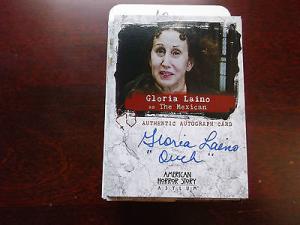 Gloria Laino
as The Mexican
AUTHENTIC AUTOGRAPH CARD
Gloria Laino
"Ouch"
AMERICAN
HORROR STORY
ASYLUM